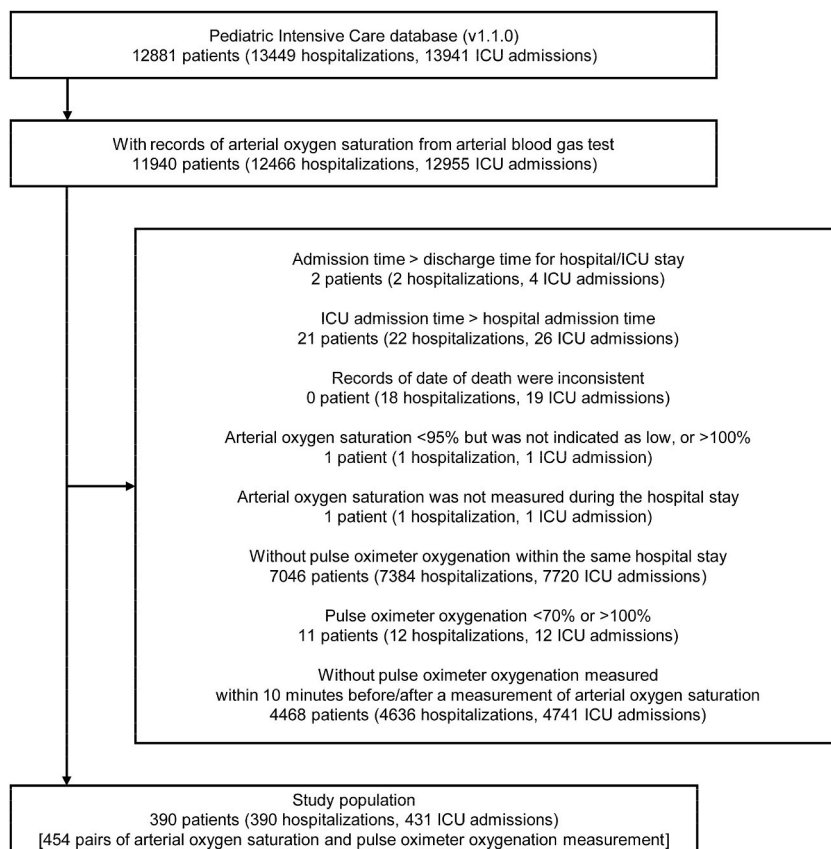 Pediatric Intensive Care database (v1.1.0)
12881 patients (13449 hospitalizations, 13941 ICU admissions)
With records of arterial oxygen saturation from arterial blood gas test
11940 patients (12466 hospitalizations, 12955 ICU admissions)
Admission time > discharge time for hospital/ICU stay
2 patients (2 hospitalizations, 4 ICU admissions)
ICU admission time > hospital admission time
21 patients (22 hospitalizations, 26 ICU admissions)
Records of date of death were inconsistent
0 patient (18 hospitalizations, 19 ICU admissions)
Arterial oxygen saturation <95% but was not indicated as low, or >100%
1 patient (1 hospitalization, 1 ICU admission)
Arterial oxygen saturation was not measured during the hospital stay
1 patient (1 hospitalization, 1 ICU admission)
Without pulse oximeter oxygenation within the same hospital stay
7046 patients (7384 hospitalizations, 7720 ICU admissions)
Pulse oximeter oxygenation <70% or >100%
11 patients (12 hospitalizations, 12 ICU admissions)
Without pulse oximeter oxygenation measured
within 10 minutes before/after a measurement of arterial oxygen saturation
4468 patients (4636 hospitalizations, 4741 ICU admissions)
Study population
390 patients (390 hospitalizations, 431 ICU admissions)
[454 pairs of arterial oxygen saturation and pulse oximeter oxygenation measurement]